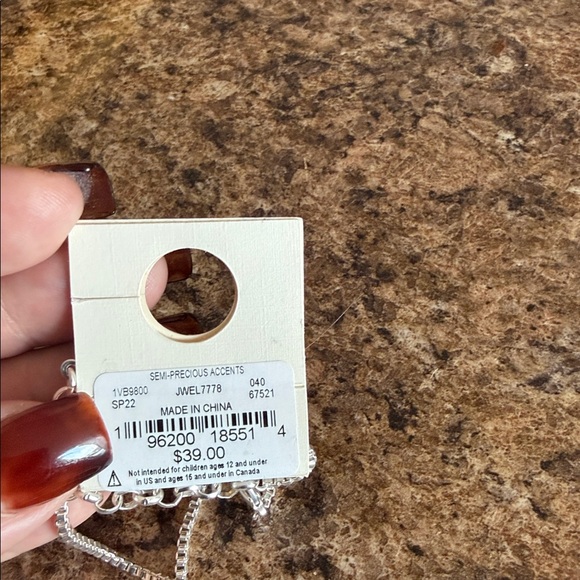 SEMI-PRECIOUS ACCENTS
1VB9800 JWEL7778 040
SP22 67521
MADE IN CHINA
1 96200 18551 4
$39.00
Not intended for children ages 12 and under
in US and ages 16 and under in Canada